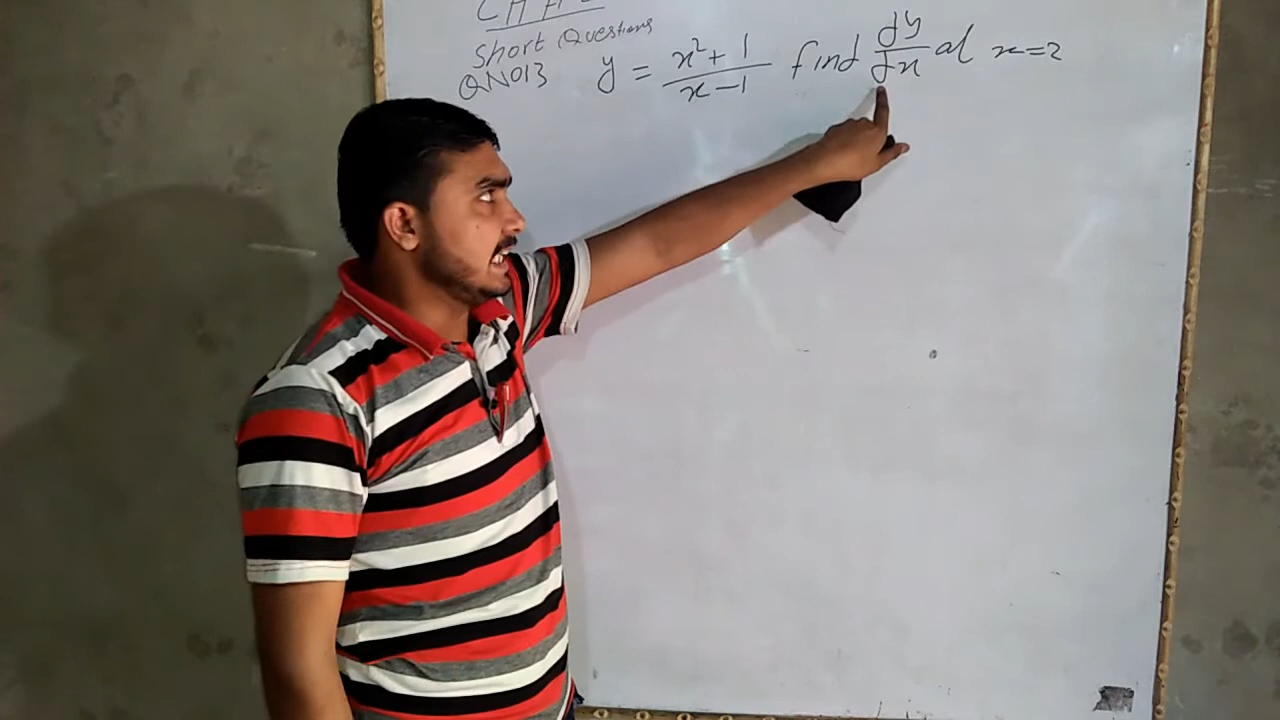 Short Questions
QNO13 y = x²+1 / x-1 find dy/dx at x=2